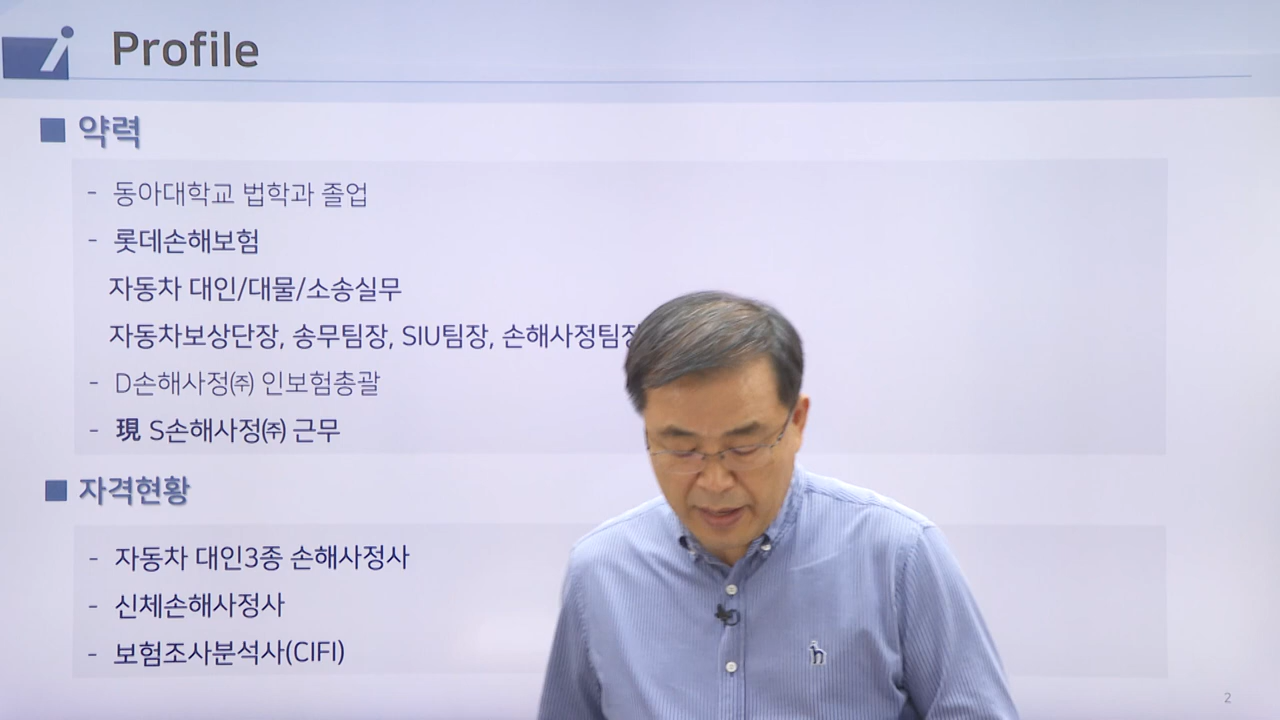 Profile
■ 약력
- 동아대학교 법학과 졸업
- 롯데손해보험
자동차 대인/대물/소송실무
자동차보상단장, 송무팀장, SIU팀장, 손해사정팀장
- D손해사정㈜ 인보험총괄
- 現 S손해사정㈜ 근무
■ 자격현황
- 자동차 대인3종 손해사정사
- 신체손해사정사
- 보험조사분석사(CIFI)
2